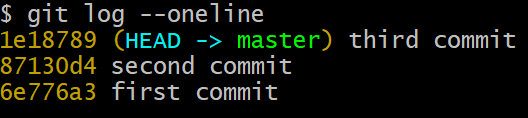 $ git log --oneline
1e18789 (HEAD -> master) third commit
87130d4 second commit
6e776a3 first commit